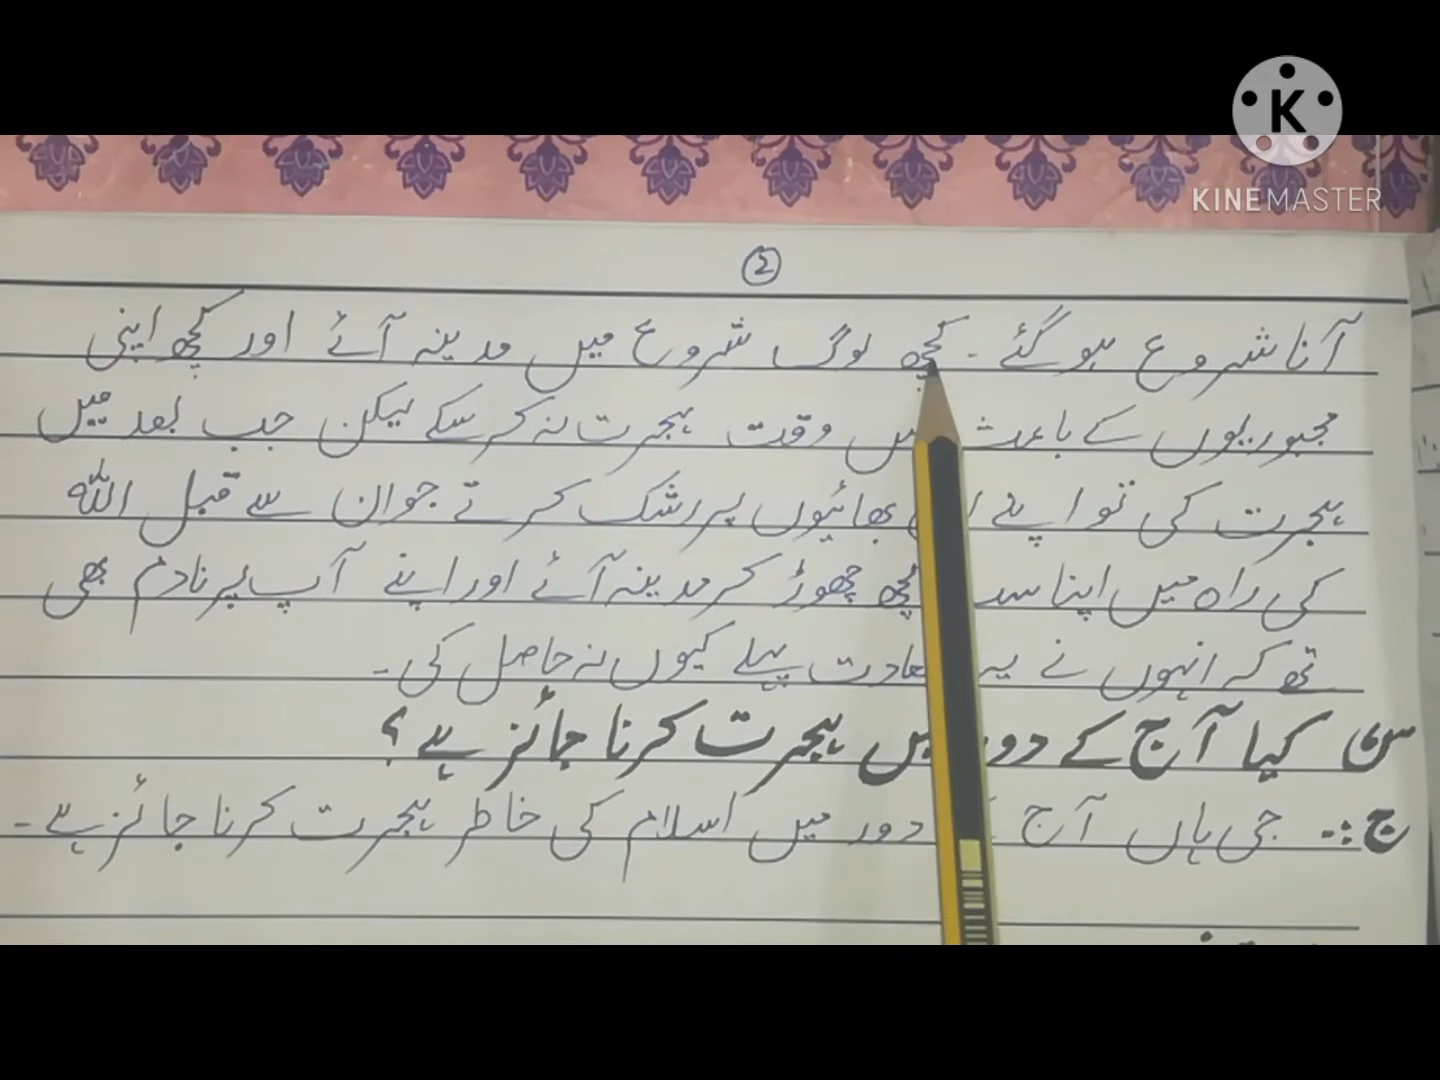 K
KINEMASTER
2
آنا شروع ہو گئے ۔ کچھ لوگ شروع میں مدینہ آئے اور کچھ اپنی
مجبوریوں کے باعث وقت ہجرت نہ کر سکے لیکن جب بعد میں
ہجرت کی تو اپنے بھائیوں پر رشک کرتے جو ان سے قبل اللہ
کی راہ میں اپنا سب کچھ چھوڑ کر مدینہ آئے اور اپنے آپ پر نادم بھی
تھے کہ انہوں نے یہ سعادت پہلے کیوں نہ حاصل کی ۔
کیا آج کے دور میں ہجرت کرنا جائز ہے ؟
ج :۔ جی ہاں آج دور میں اسلام کی خاطر ہجرت کرنا جائز ہے ۔